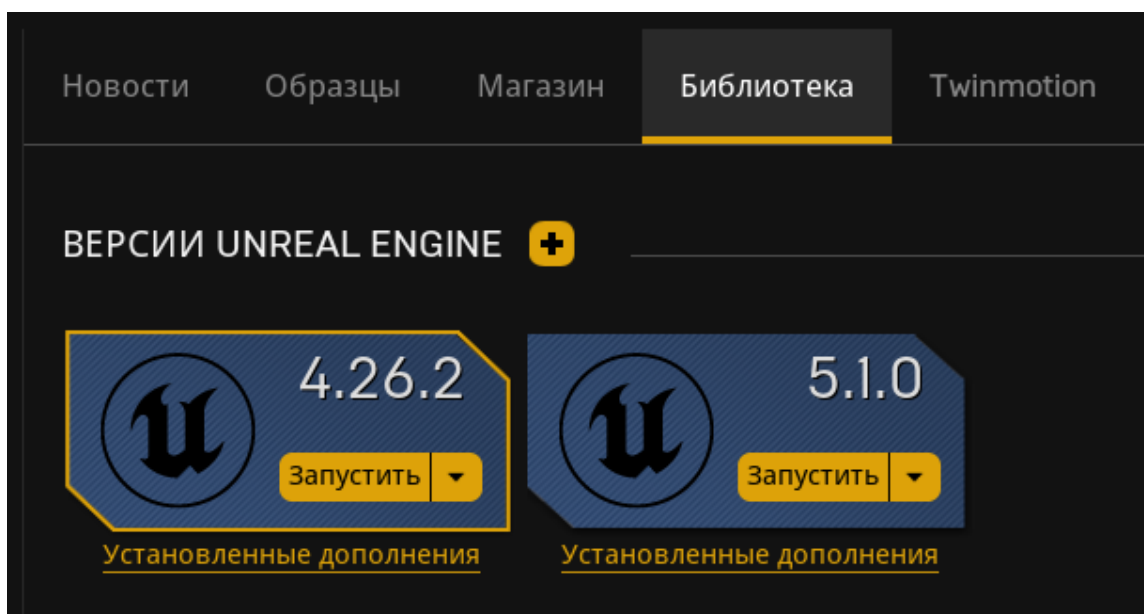 Новости Образцы Магазин Библиотека Twinmotion
ВЕРСИИ UNREAL ENGINE
4.26.2 5.1.0
Запустить Запустить
Установленные дополнения Установленные дополнения